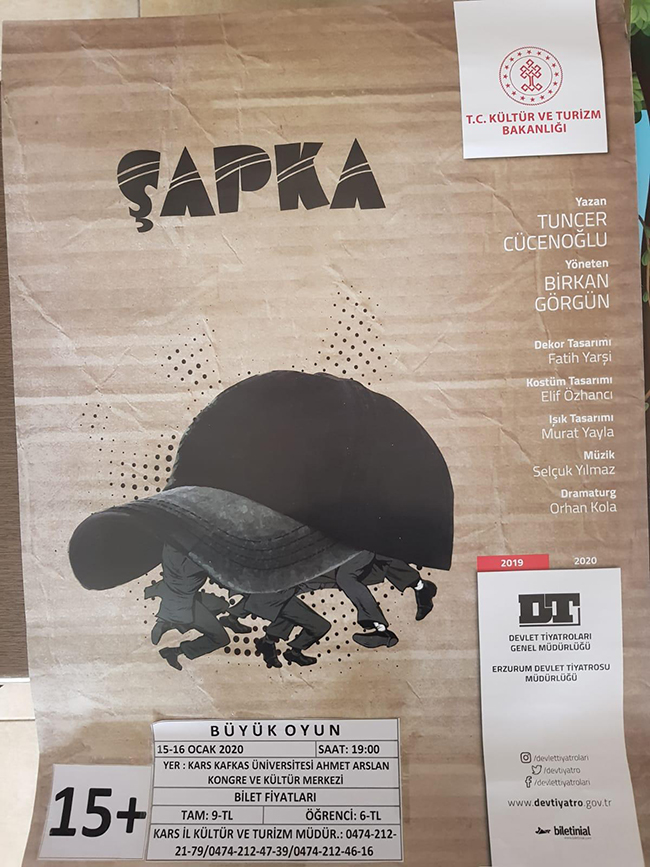 T.C. KÜLTÜR VE TURİZM
BAKANLIĞI
ŞAPKA
Yazan
TUNCER
CÜCENOĞLU
Yöneten
BİRKAN
GÖRGÜN
Dekor Tasarımı
Fatih Yarşi
Kostüm Tasarımı
Elif Özhancı
Işık Tasarımı
Murat Yayla
Müzik
Selçuk Yılmaz
Dramaturg
Orhan Kola
2019 2020
DT
DEVLET TİYATROLARI
GENEL MÜDÜRLÜĞÜ
ERZURUM DEVLET TİYATROSU
MÜDÜRLÜĞÜ
/devlettiyatrolari
/devtiyatro
/devlettiyatrolari
www.devtiyatro.gov.tr
biletinial
15+
BÜYÜK OYUN
15-16 OCAK 2020 SAAT: 19:00
YER : KARS KAFKAS ÜNİVERSİTESİ AHMET ARSLAN
KONGRE VE KÜLTÜR MERKEZİ
BİLET FİYATLARI
TAM: 9-TL ÖĞRENCİ: 6-TL
KARS İL KÜLTÜR VE TURİZM MÜDÜR.: 0474-212-
21-79/0474-212-47-39/0474-212-46-16